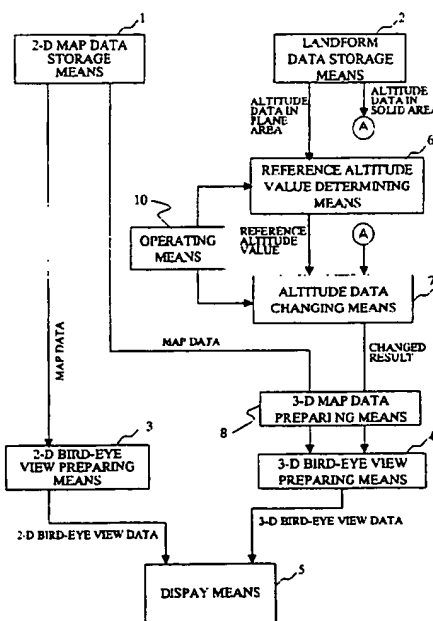 1
2-D MAP DATA
STORAGE
MEANS
2
LANDFORM
DATA STORAGE
MEANS
ALTITUDE
DATA IN
PLANE AREA
ALTITUDE
DATA IN
SOLID AREA
A
6
REFERENCE ALTITUDE
VALUE DETERMINING
MEANS
10
OPERATING
MEANS
REFERENCE
ALTITUDE
VALUE
A
7
ALTITUDE DATA
CHANGING MEANS
MAP DATA
MAP DATA
CHANGED
RESULT
8
3-D MAP DATA
PREPARING MEANS
3
2-D BIRD-EYE
VIEW PREPARING
MEANS
4
3-D BIRD-EYE VIEW
PREPARING MEANS
2-D BIRD-EYE VIEW DATA
3-D BIRD-EYE VIEW DATA
5
DISPAY MEANS